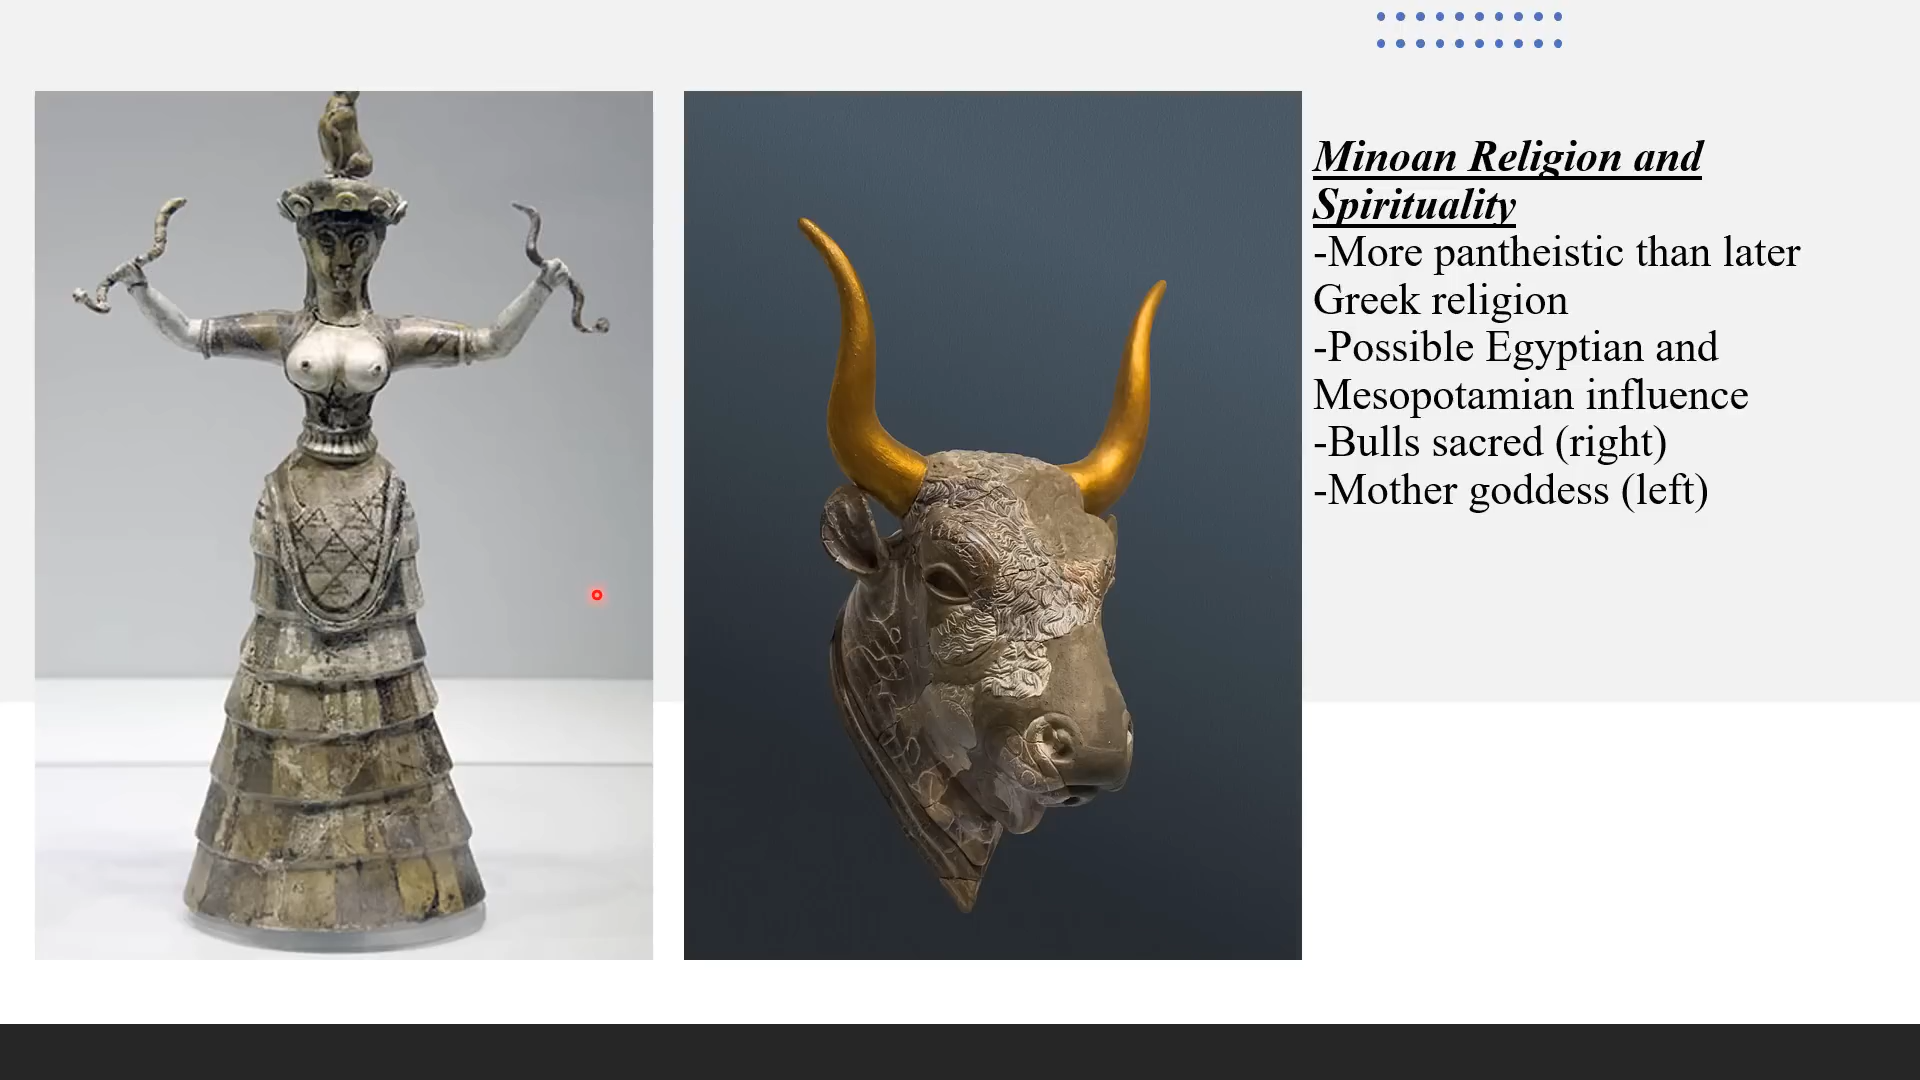 Minoan Religion and
Spirituality
-More pantheistic than later
Greek religion
-Possible Egyptian and
Mesopotamian influence
-Bulls sacred (right)
-Mother goddess (left)